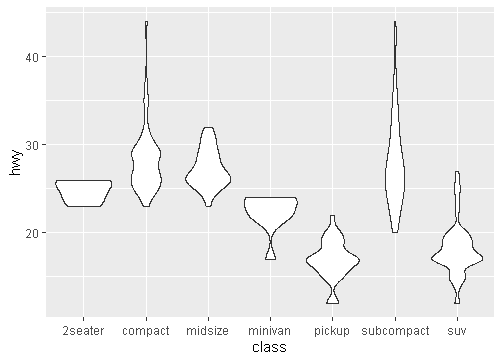 40
30
20
hwy
2seater compact midsize minivan pickup subcompact suv
class